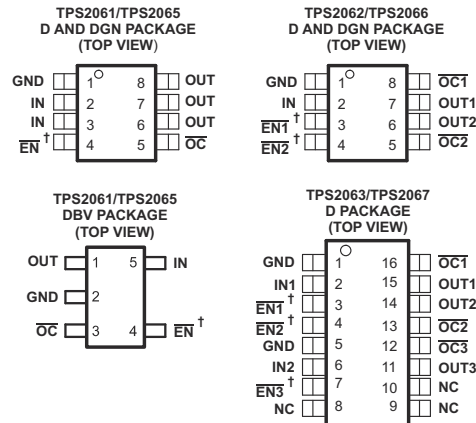 TPS2061/TPS2065
D AND DGN PACKAGE
(TOP VIEW)
GND 1 8 OUT
IN 2 7 OUT
IN 3 6 OUT
EN† 4 5 OC
TPS2062/TPS2066
D AND DGN PACKAGE
(TOP VIEW)
GND 1 8 OC1
IN 2 7 OUT1
EN1† 3 6 OUT2
EN2† 4 5 OC2
TPS2061/TPS2065
DBV PACKAGE
(TOP VIEW)
OUT 1 5 IN
GND 2
OC 3 4 EN†
TPS2063/TPS2067
D PACKAGE
(TOP VIEW)
GND 1 16 OC1
IN1 2 15 OUT1
EN1† 3 14 OUT2
EN2† 4 13 OC2
GND 5 12 OC3
IN2 6 11 OUT3
EN3† 7 10 NC
NC 8 9 NC